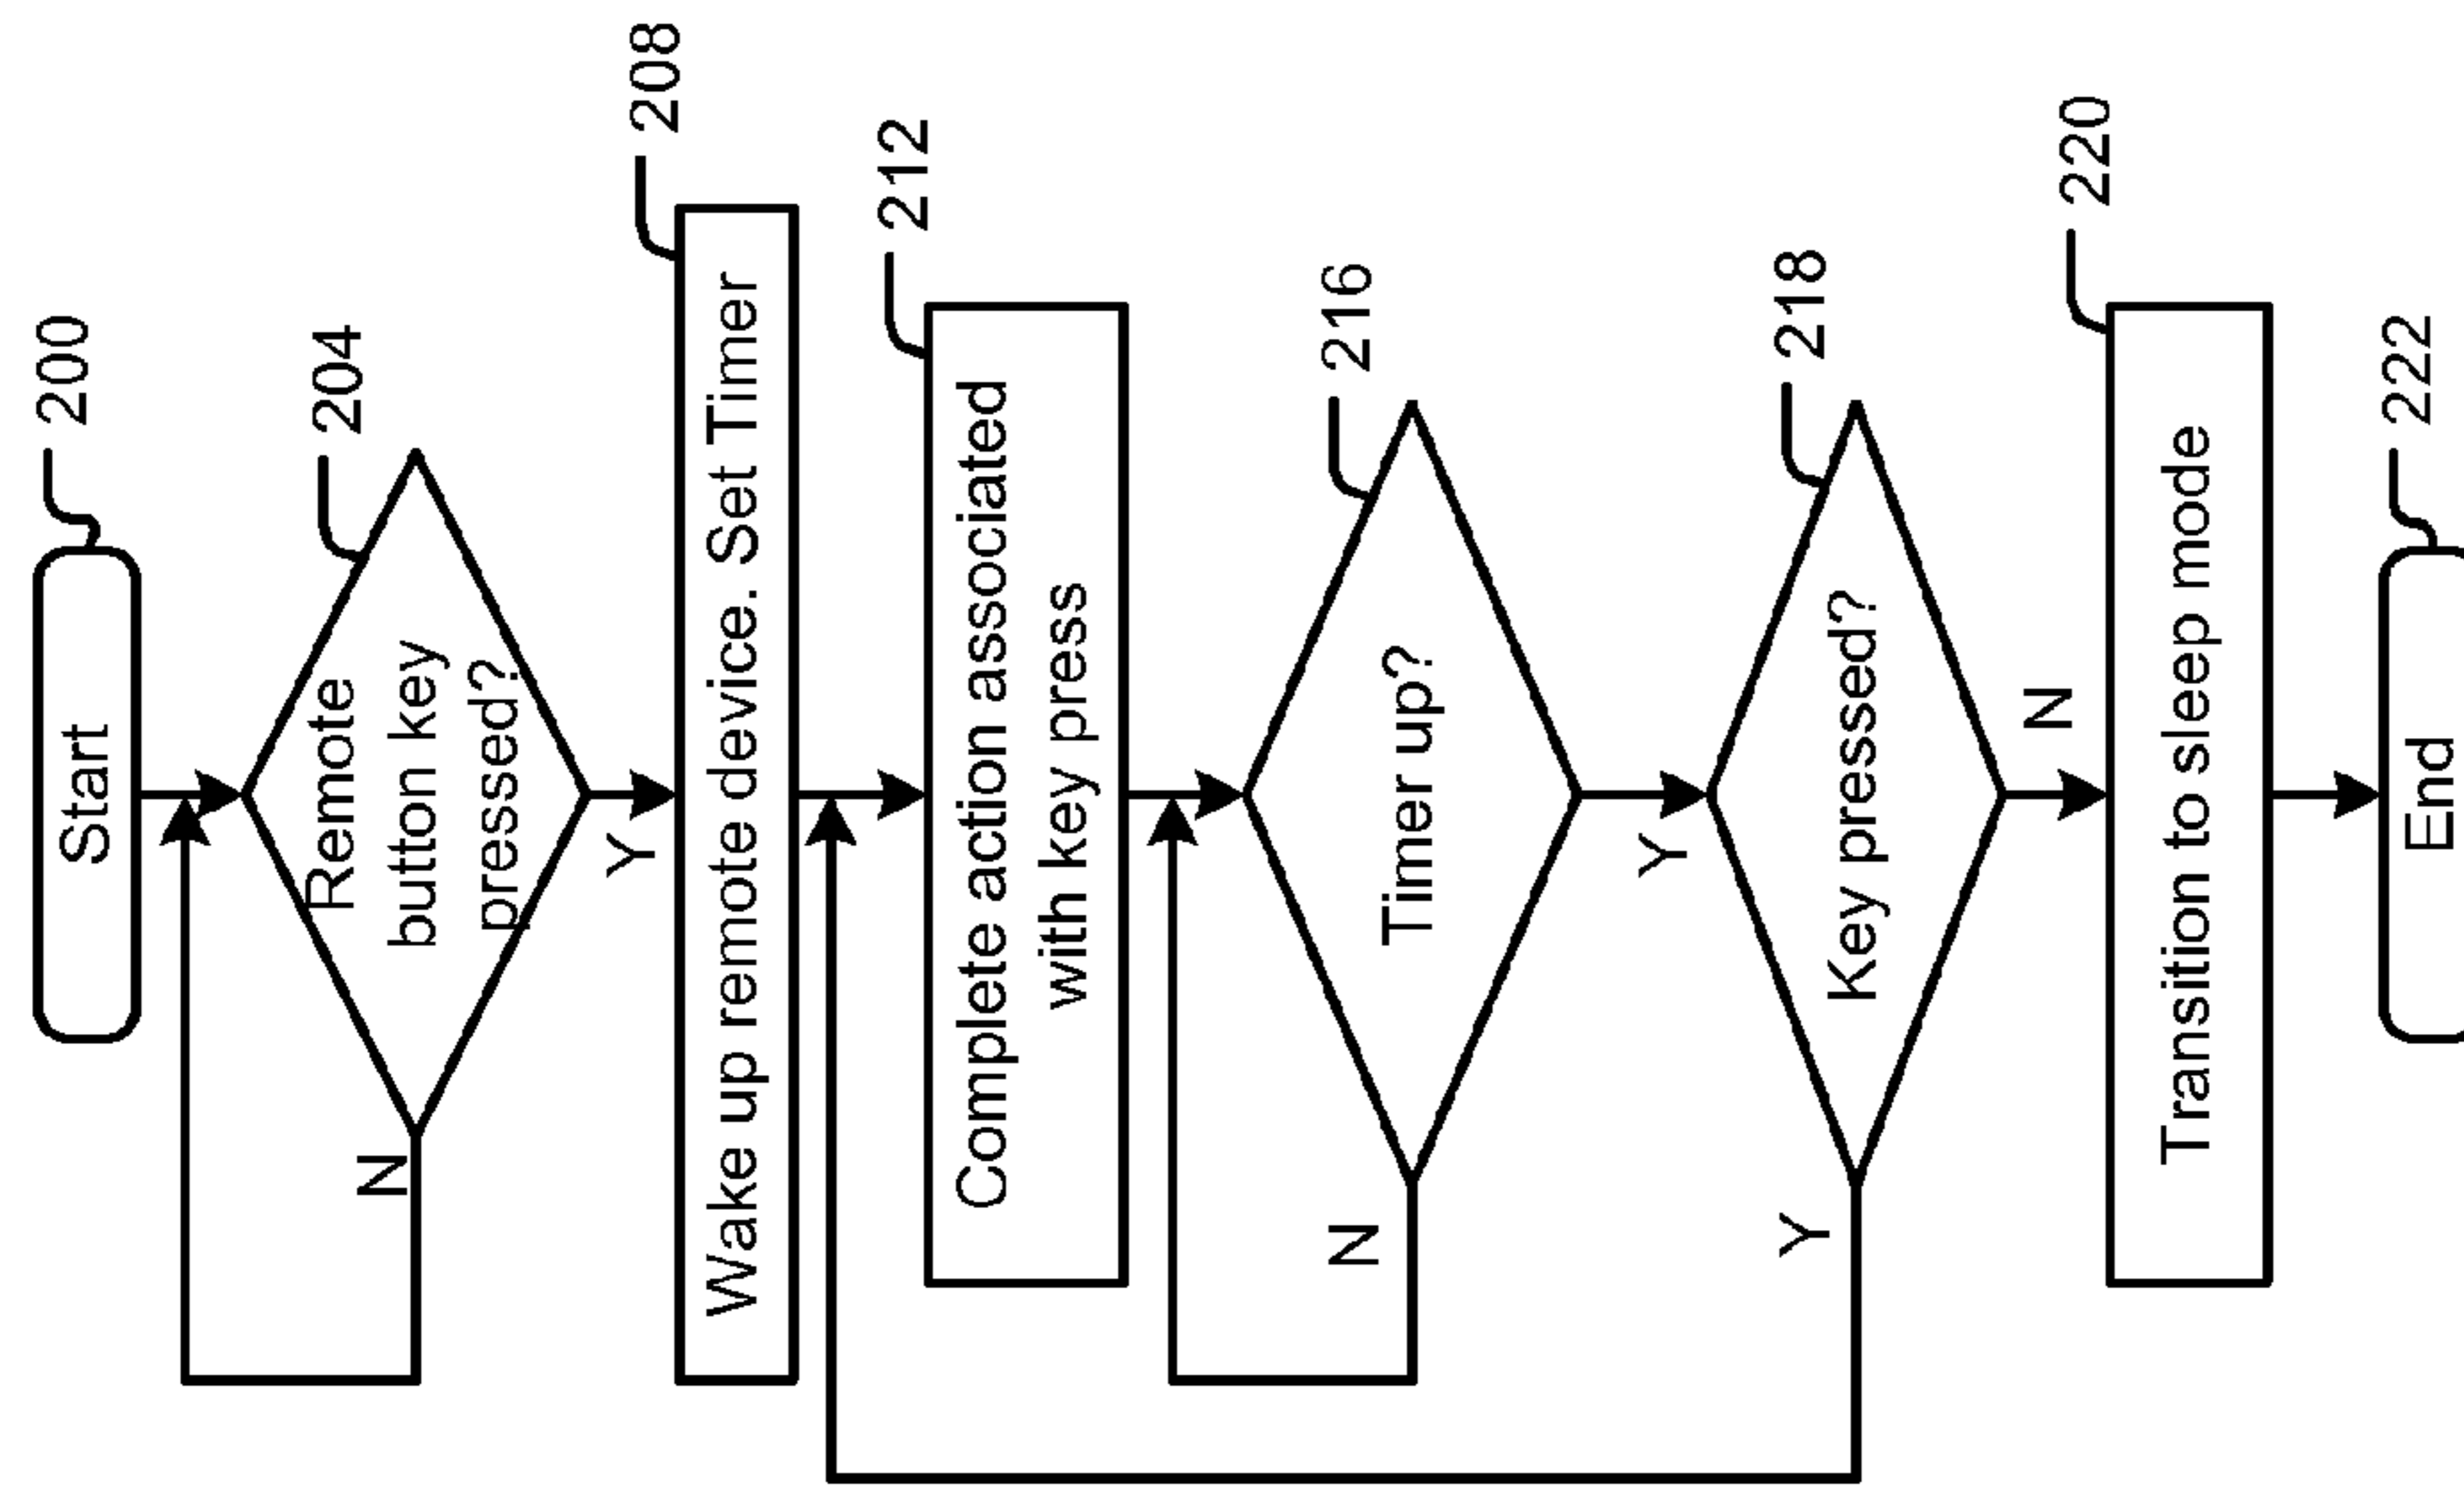 Start
200
Remote
button key
pressed?
204
N
Y
Wake up remote device. Set Timer
208
Complete action associated
with key press
212
Timer up?
216
N
Y
Key pressed?
218
Y
N
Transition to sleep mode
220
End
222